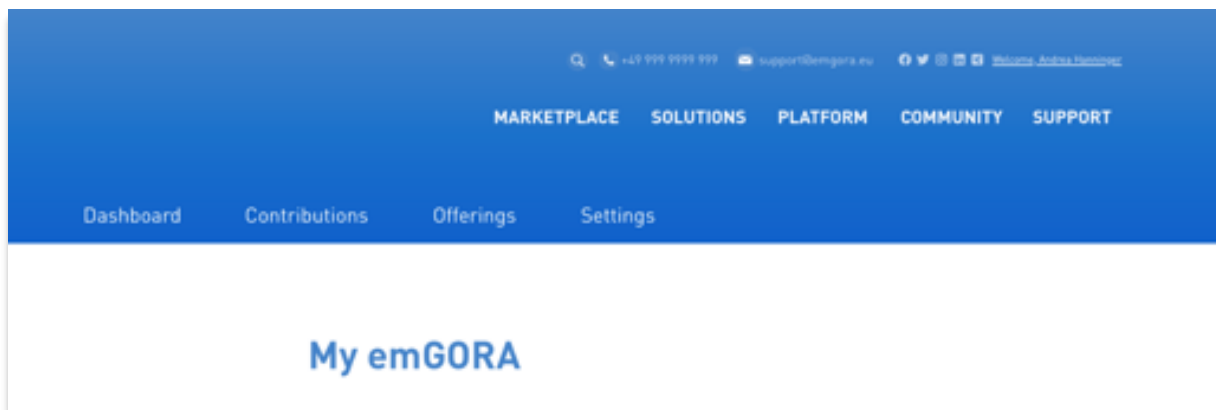 +49 999 9999 999 support@emgora.eu Welcome, Andrea Hanninger
MARKETPLACE SOLUTIONS PLATFORM COMMUNITY SUPPORT
Dashboard Contributions Offerings Settings
My emGORA